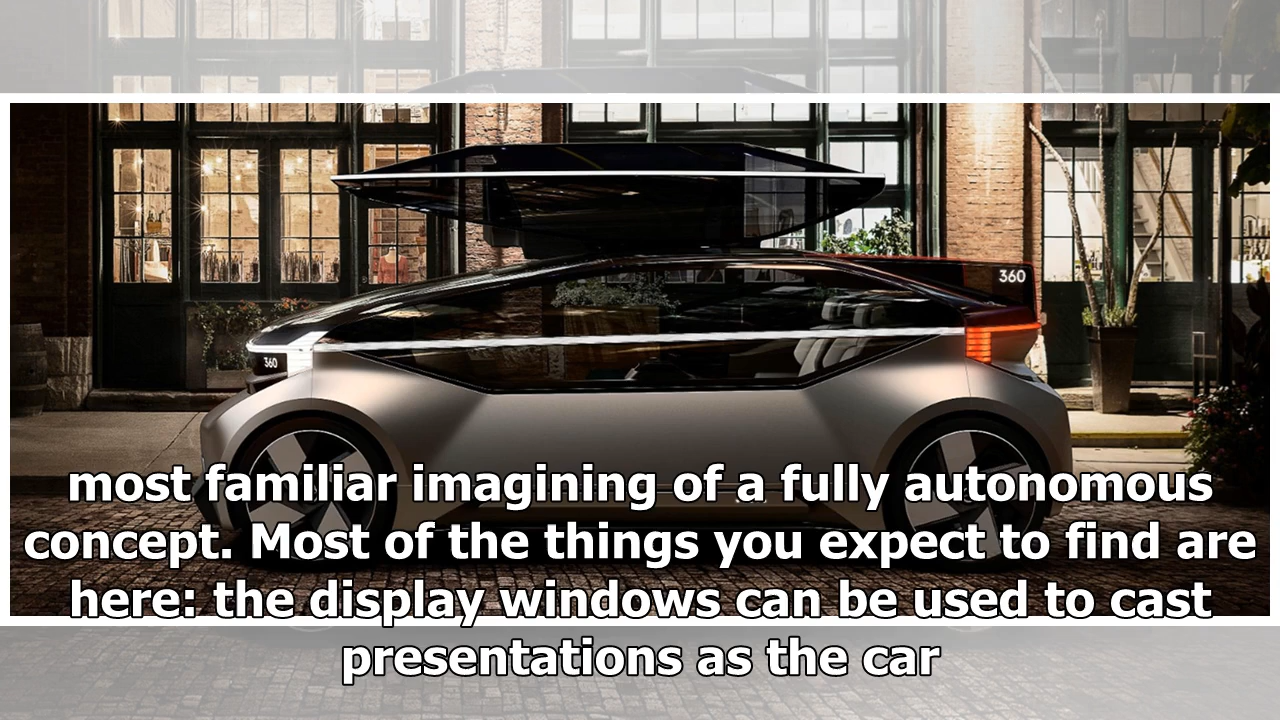 360
360
most familiar imagining of a fully autonomous
concept. Most of the things you expect to find are
here: the display windows can be used to cast
presentations as the car